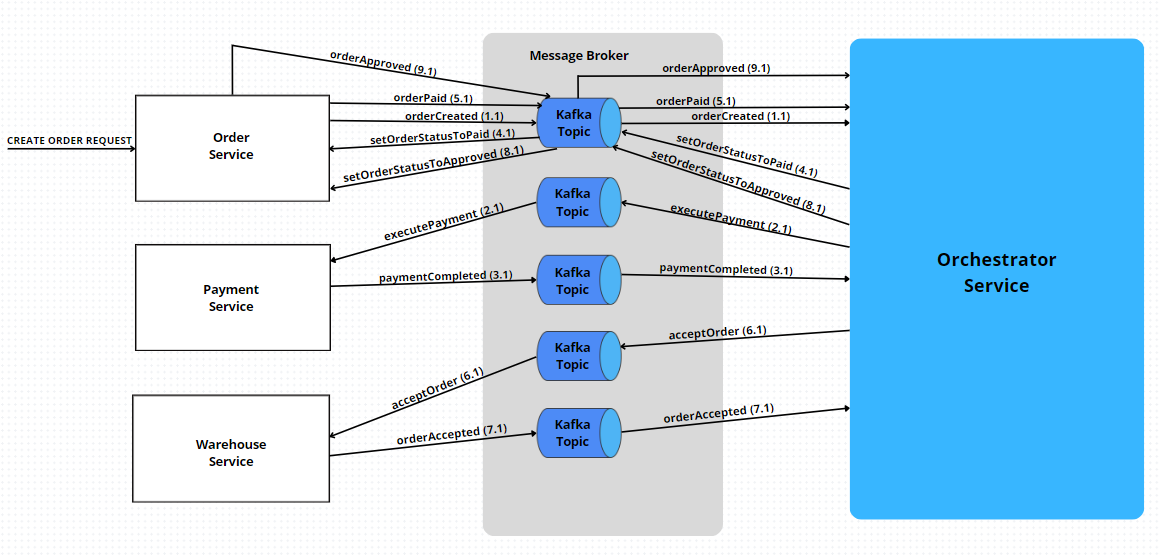 Message Broker
orderApproved (9.1)
orderApproved (9.1)
orderPaid (5.1)
Kafka
Topic
orderPaid (5.1)
orderCreated (1.1)
orderCreated (1.1)
CREATE ORDER REQUEST
Order
Service
setOrderStatusToPaid (4.1)
setOrderStatusToPaid (4.1)
setOrderStatusToApproved (8.1)
setOrderStatusToApproved (8.1)
executePayment (2.1)
Kafka
Topic
executePayment (2.1)
Orchestrator
Service
Payment
Service
paymentCompleted (3.1)
Kafka
Topic
paymentCompleted (3.1)
acceptOrder (6.1)
Kafka
Topic
acceptOrder (6.1)
Warehouse
Service
orderAccepted (7.1)
Kafka
Topic
orderAccepted (7.1)